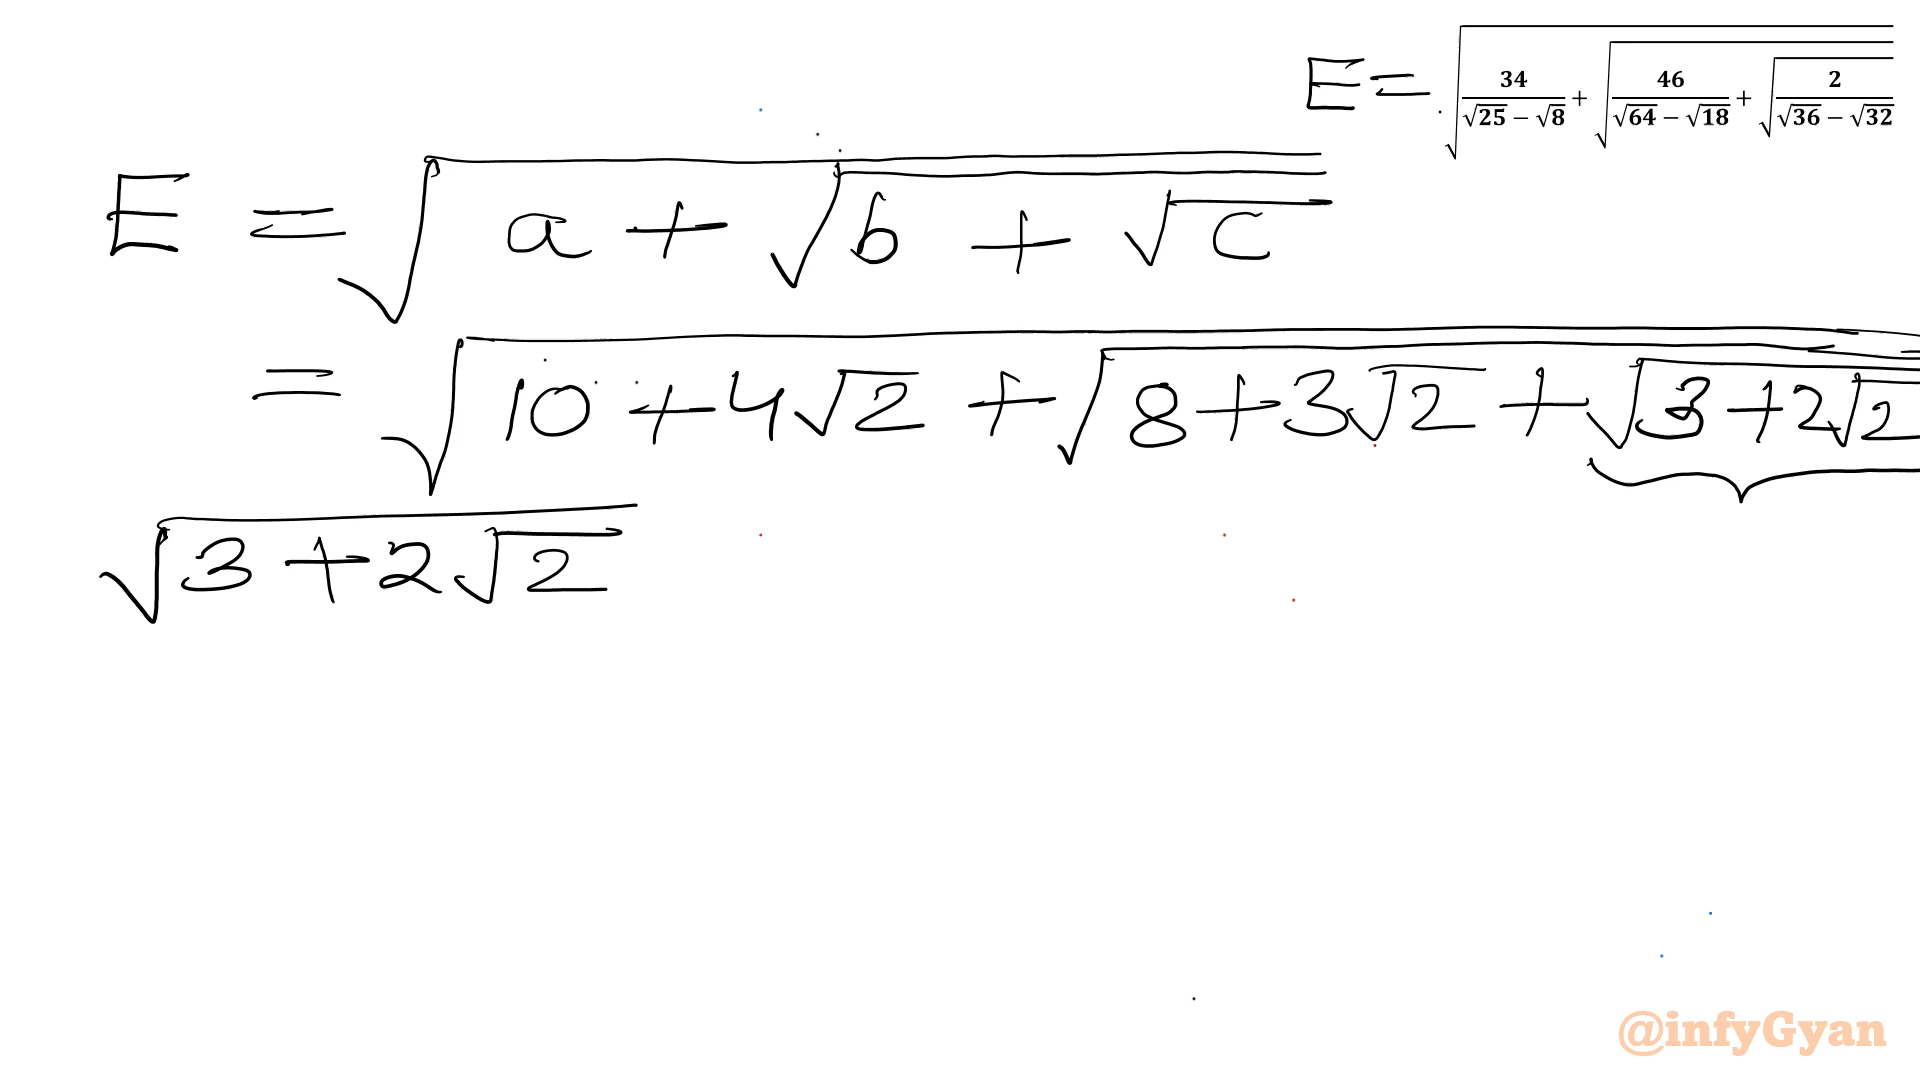 E = √(34/(√25 − √8) + √(46/(√64 − √18) + √(2/(√36 − √32))))
E = √(a + √(b + √c))
= √(10 + 4√2 + √(8 + 3√2 + √(3 + 2√2
√(3 + 2√2)
@infyGyan